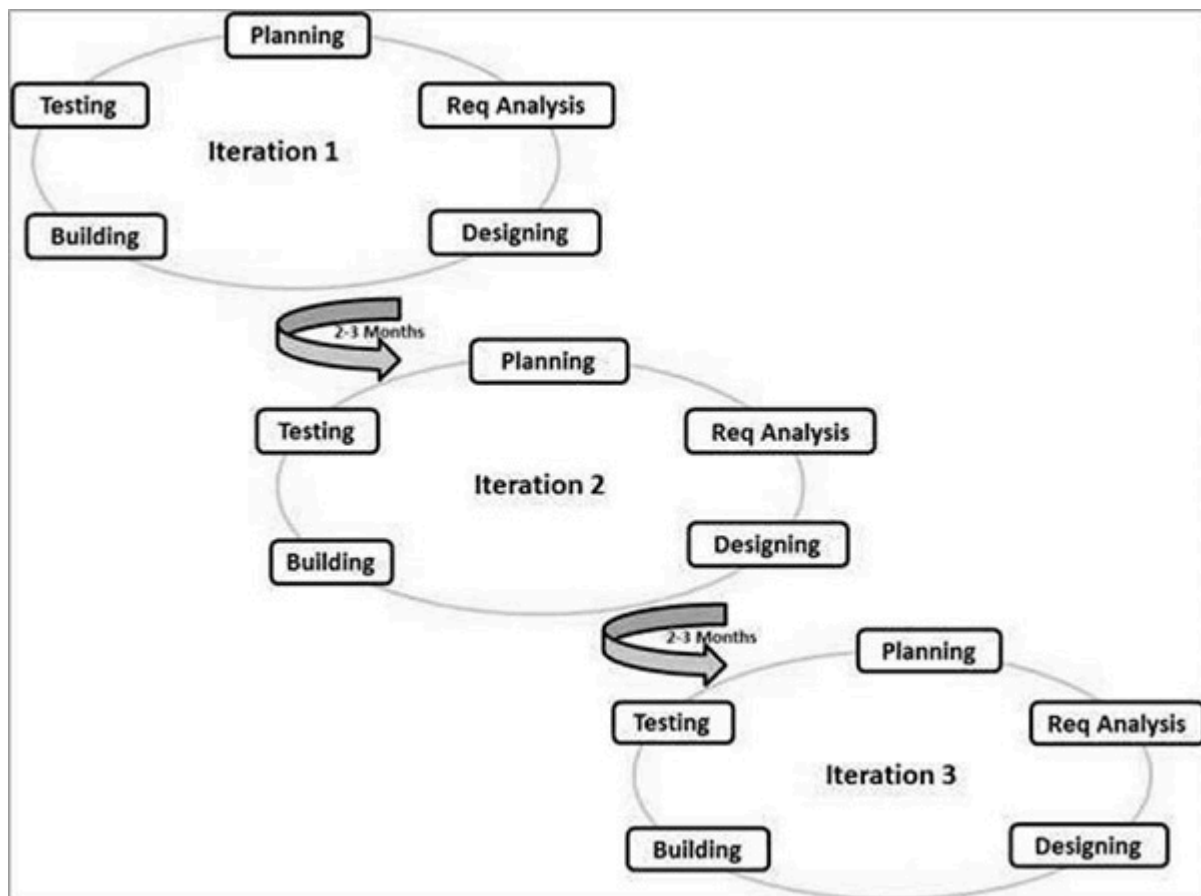 Planning
Testing
Req Analysis
Iteration 1
Building
Designing
2-3 Months
Planning
Testing
Req Analysis
Iteration 2
Building
Designing
2-3 Months
Planning
Testing
Req Analysis
Iteration 3
Building
Designing